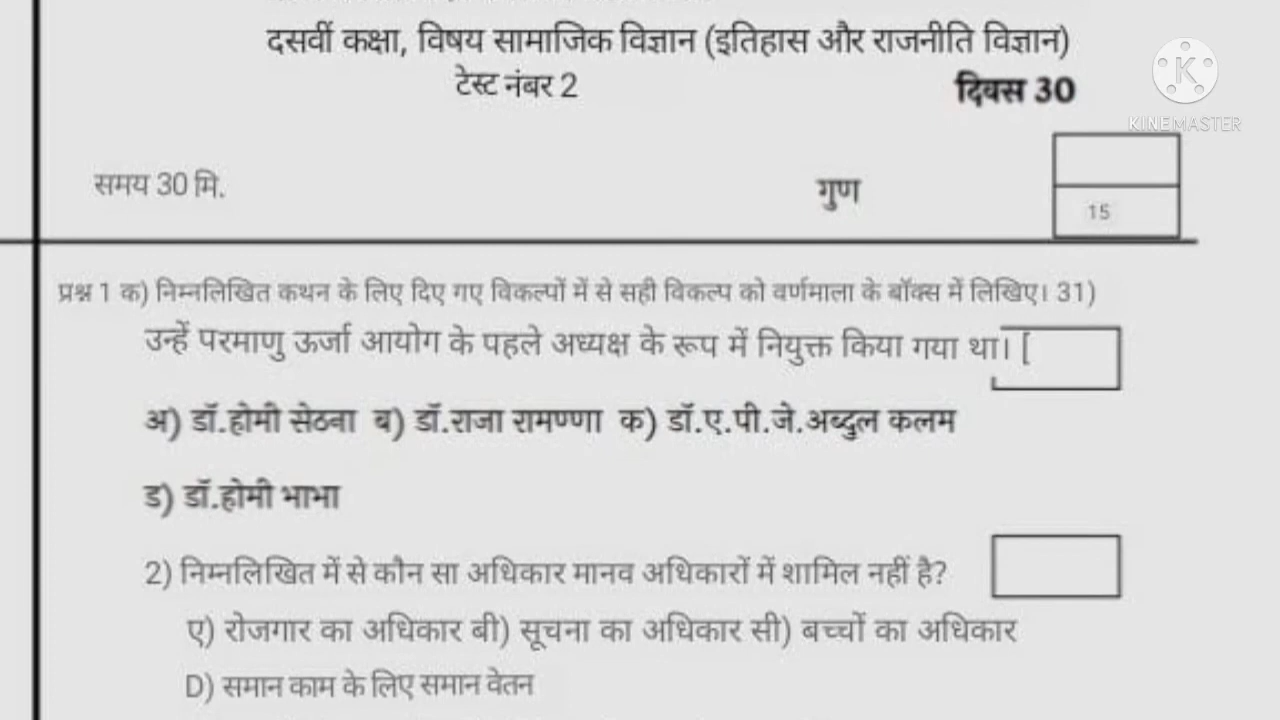 दसवीं कक्षा, विषय सामाजिक विज्ञान (इतिहास और राजनीति विज्ञान)
टेस्ट नंबर 2
दिवस 30
KINEMASTER
समय 30 मि.
गुण
15
प्रश्न 1 क) निम्नलिखित कथन के लिए दिए गए विकल्पों में से सही विकल्प को वर्णमाला के बॉक्स में लिखिए। 31)
उन्हें परमाणु ऊर्जा आयोग के पहले अध्यक्ष के रूप में नियुक्त किया गया था। [
अ) डॉ.होमी सेठना ब) डॉ.राजा रामण्णा क) डॉ.ए.पी.जे.अब्दुल कलम
ड) डॉ.होमी भाभा
2) निम्नलिखित में से कौन सा अधिकार मानव अधिकारों में शामिल नहीं है?
ए) रोजगार का अधिकार बी) सूचना का अधिकार सी) बच्चों का अधिकार
D) समान काम के लिए समान वेतन